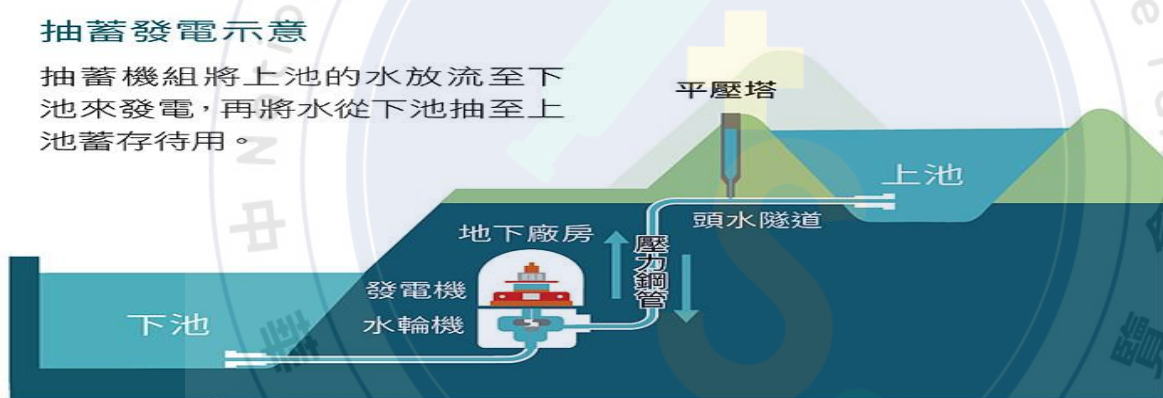 抽蓄發電示意
抽蓄機組將上池的水放流至下
池來發電，再將水從下池抽至上
池蓄存待用。
平壓塔
上池
頭水隧道
地下廠房
壓力鋼管
發電機
水輪機
下池